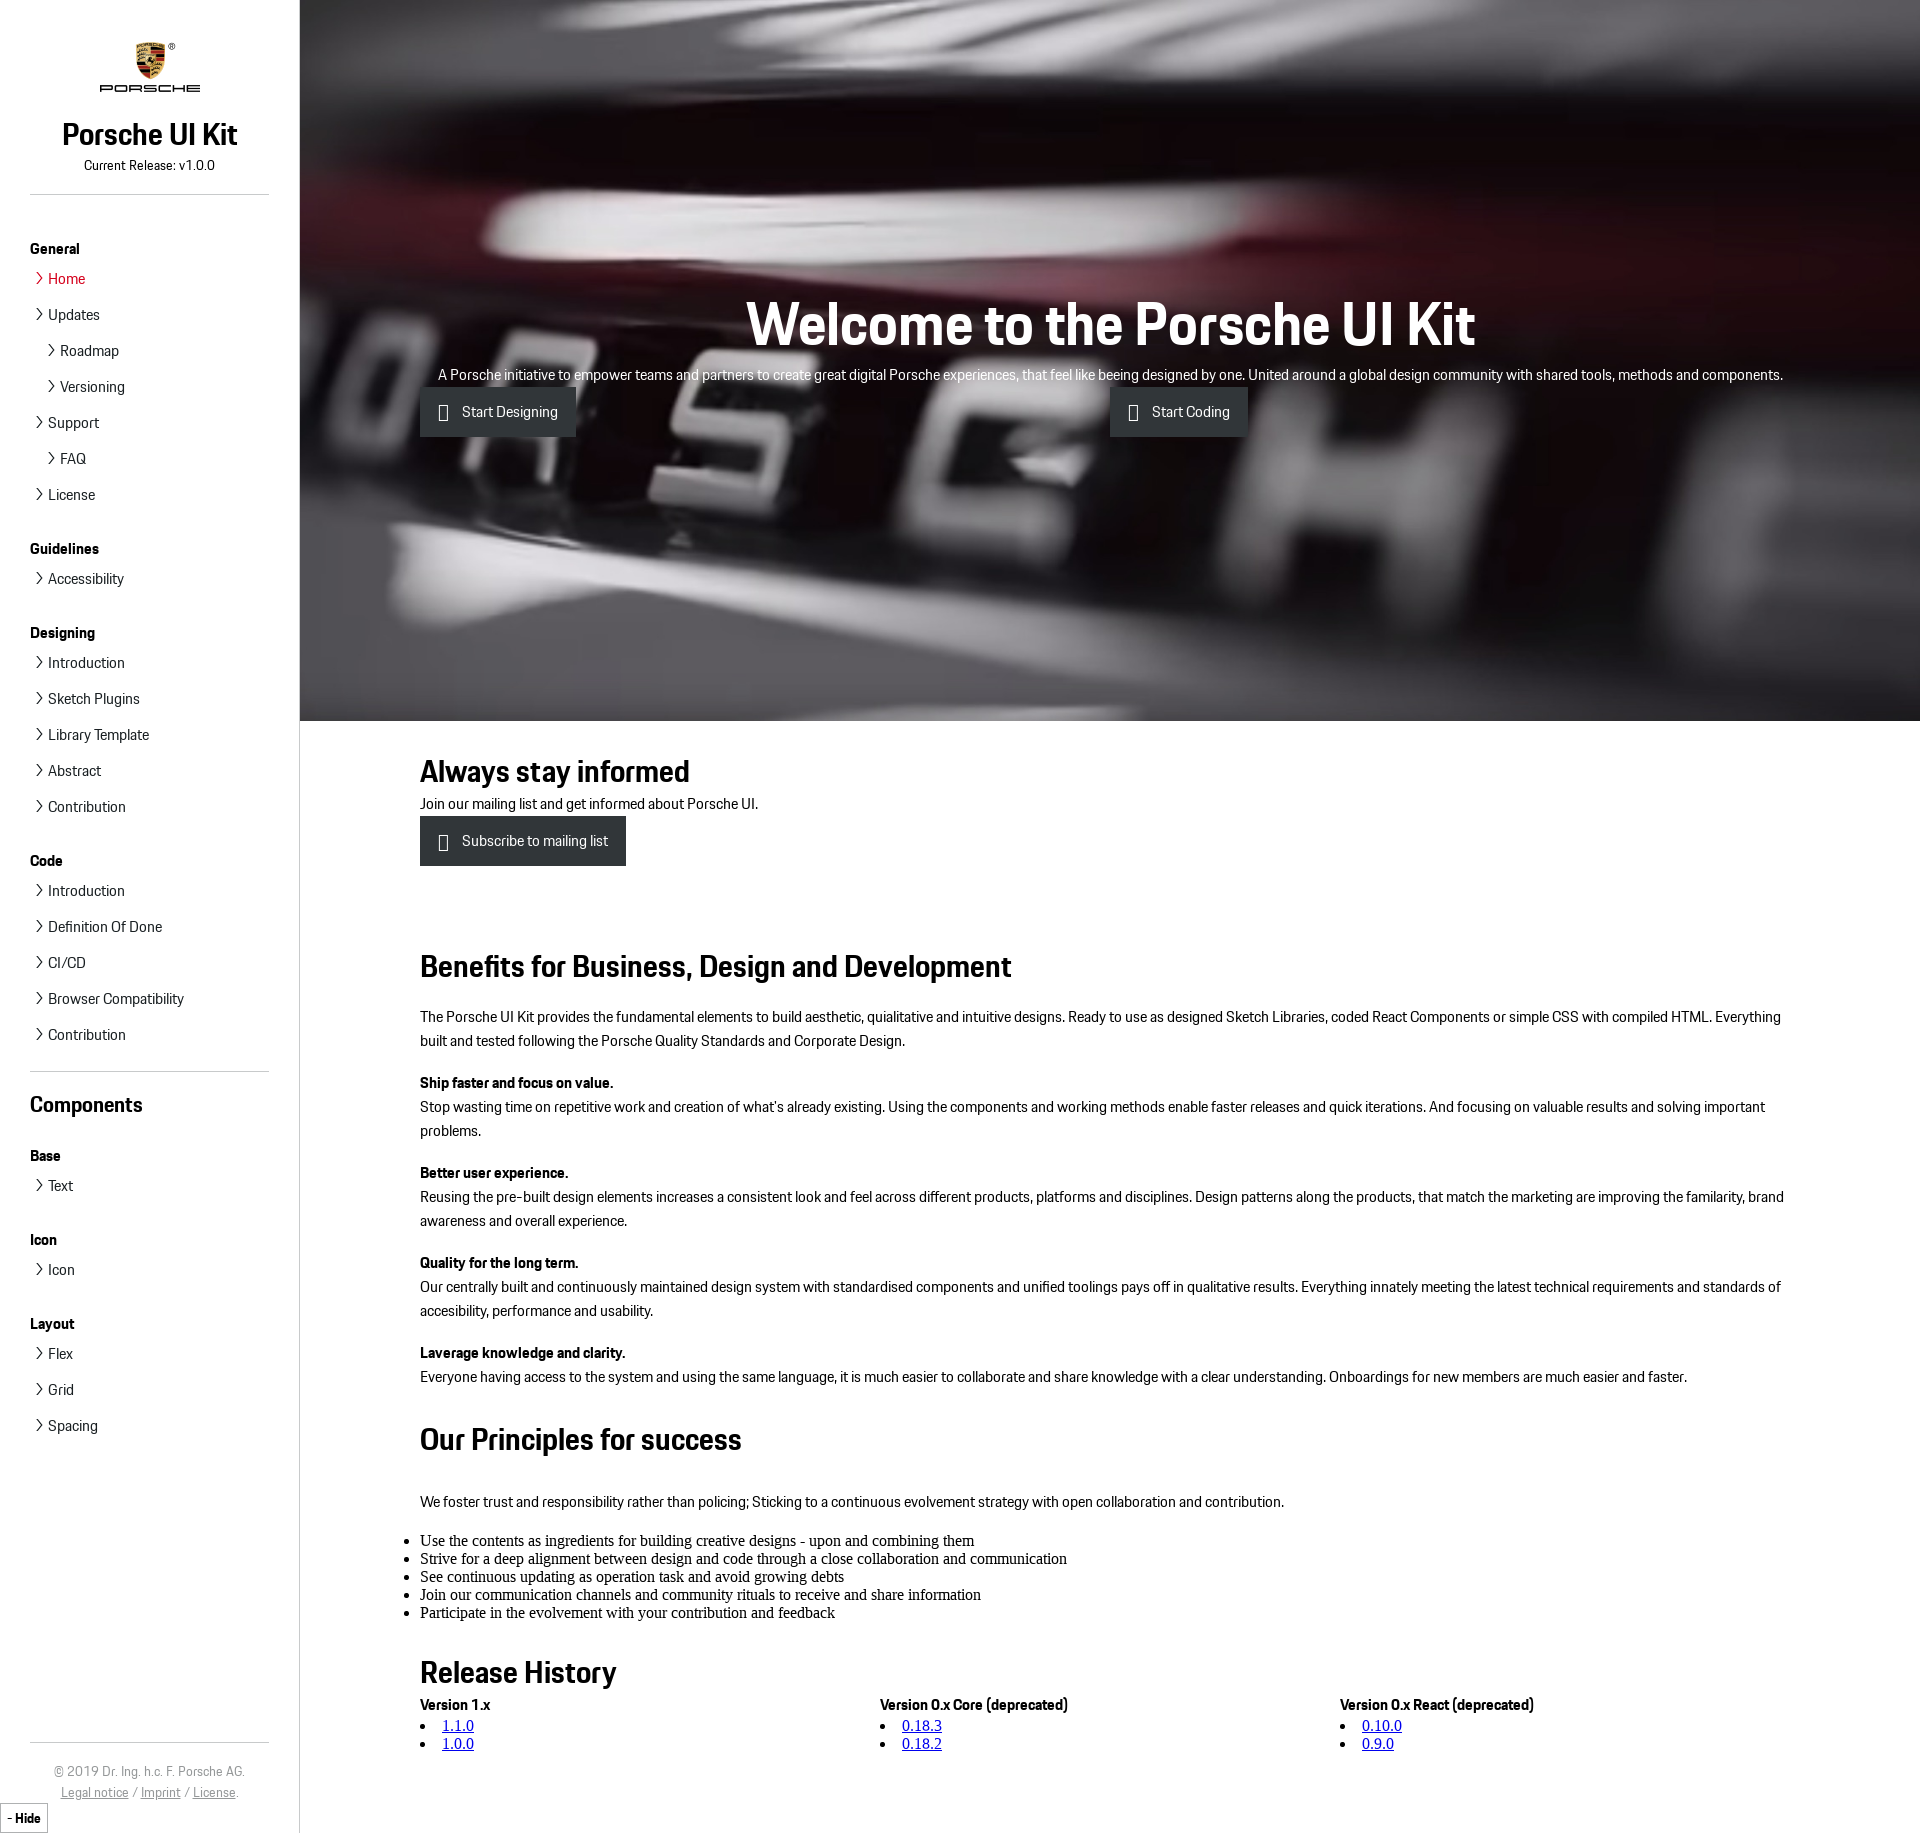 PORSCHE
®
Porsche UI Kit
Current Release: v1.0.0
General
Home
Updates
Roadmap
Versioning
Support
FAQ
License
Guidelines
Accessibility
Designing
Introduction
Sketch Plugins
Library Template
Abstract
Contribution
Code
Introduction
Definition Of Done
CI/CD
Browser Compatibility
Contribution
Components
Base
Text
Icon
Icon
Layout
Flex
Grid
Spacing
© 2019 Dr. Ing. h.c. F. Porsche AG.
Legal notice / Imprint / License.
- Hide
Welcome to the Porsche UI Kit
A Porsche initiative to empower teams and partners to create great digital Porsche experiences, that feel like beeing designed by one. United around a global design community with shared tools, methods and components.
Start Designing
Start Coding
PORSCHE
Always stay informed
Join our mailing list and get informed about Porsche UI.
Subscribe to mailing list
Benefits for Business, Design and Development
The Porsche UI Kit provides the fundamental elements to build aesthetic, quialitative and intuitive designs. Ready to use as designed Sketch Libraries, coded React Components or simple CSS with compiled HTML. Everything
built and tested following the Porsche Quality Standards and Corporate Design.
Ship faster and focus on value.
Stop wasting time on repetitive work and creation of what's already existing. Using the components and working methods enable faster releases and quick iterations. And focusing on valuable results and solving important
problems.
Better user experience.
Reusing the pre-built design elements increases a consistent look and feel across different products, platforms and disciplines. Design patterns along the products, that match the marketing are improving the familarity, brand
awareness and overall experience.
Quality for the long term.
Our centrally built and continuously maintained design system with standardised components and unified toolings pays off in qualitative results. Everything innately meeting the latest technical requirements and standards of
accesibility, performance and usability.
Laverage knowledge and clarity.
Everyone having access to the system and using the same language, it is much easier to collaborate and share knowledge with a clear understanding. Onboardings for new members are much easier and faster.
Our Principles for success
We foster trust and responsibility rather than policing; Sticking to a continuous evolvement strategy with open collaboration and contribution.
• Use the contents as ingredients for building creative designs - upon and combining them
• Strive for a deep alignment between design and code through a close collaboration and communication
• See continuous updating as operation task and avoid growing debts
• Join our communication channels and community rituals to receive and share information
• Participate in the evolvement with your contribution and feedback
Release History
Version 1.x
• 1.1.0
• 1.0.0
Version 0.x Core (deprecated)
• 0.18.3
• 0.18.2
Version 0.x React (deprecated)
• 0.10.0
• 0.9.0